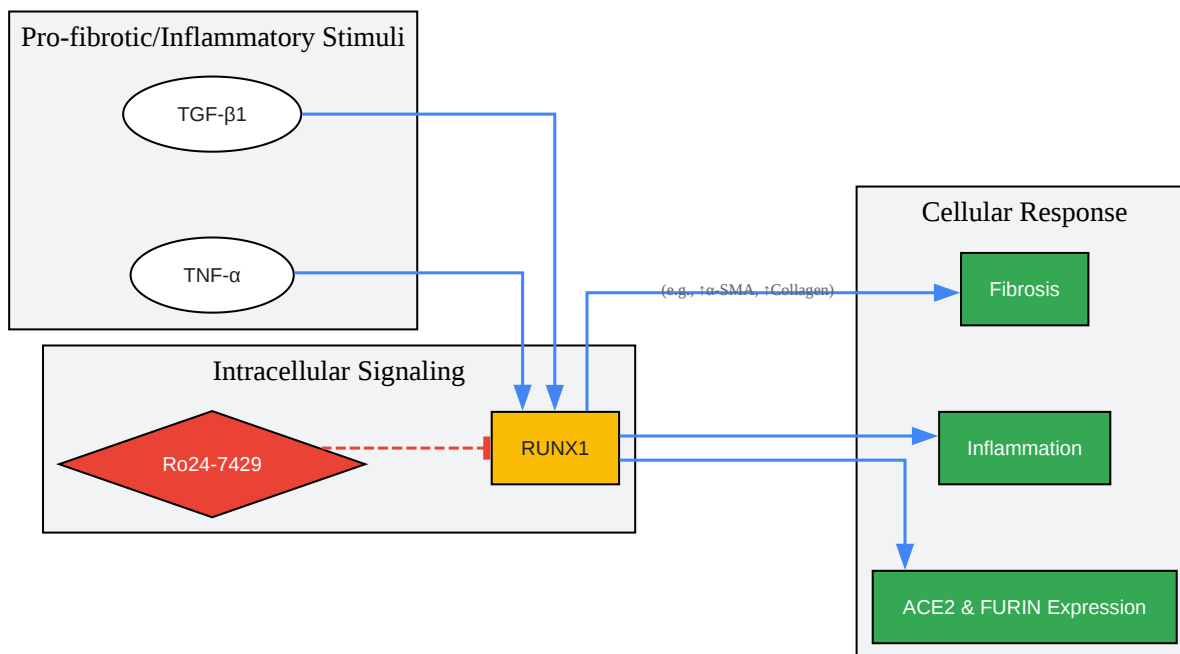 Pro-fibrotic/Inflammatory Stimuli
TGF-β1
TNF-α
Intracellular Signaling
Ro24-7429
RUNX1
(e.g., ↑α-SMA, ↑Collagen)
Cellular Response
Fibrosis
Inflammation
ACE2 & FURIN Expression